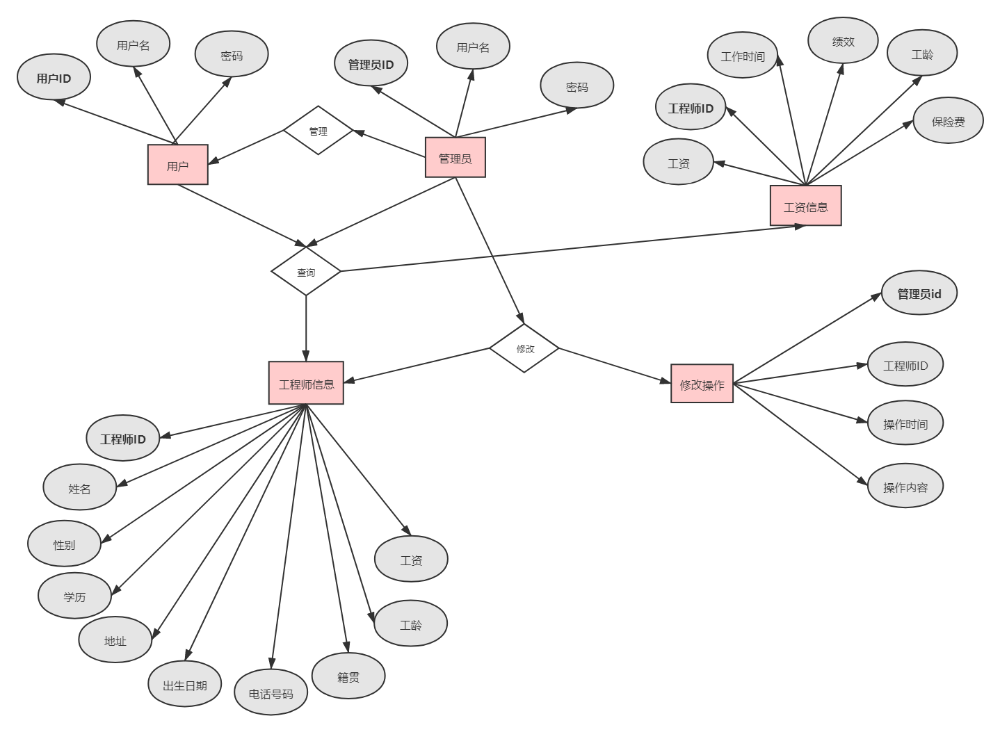 用户ID
用户名
密码
管理员ID
用户名
密码
工作时间
绩效
工龄
工程师ID
保险费
工资
管理
用户
管理员
工资信息
查询
修改
工程师信息
修改操作
管理员id
工程师ID
操作时间
操作内容
工程师ID
姓名
性别
学历
地址
出生日期
电话号码
籍贯
工龄
工资